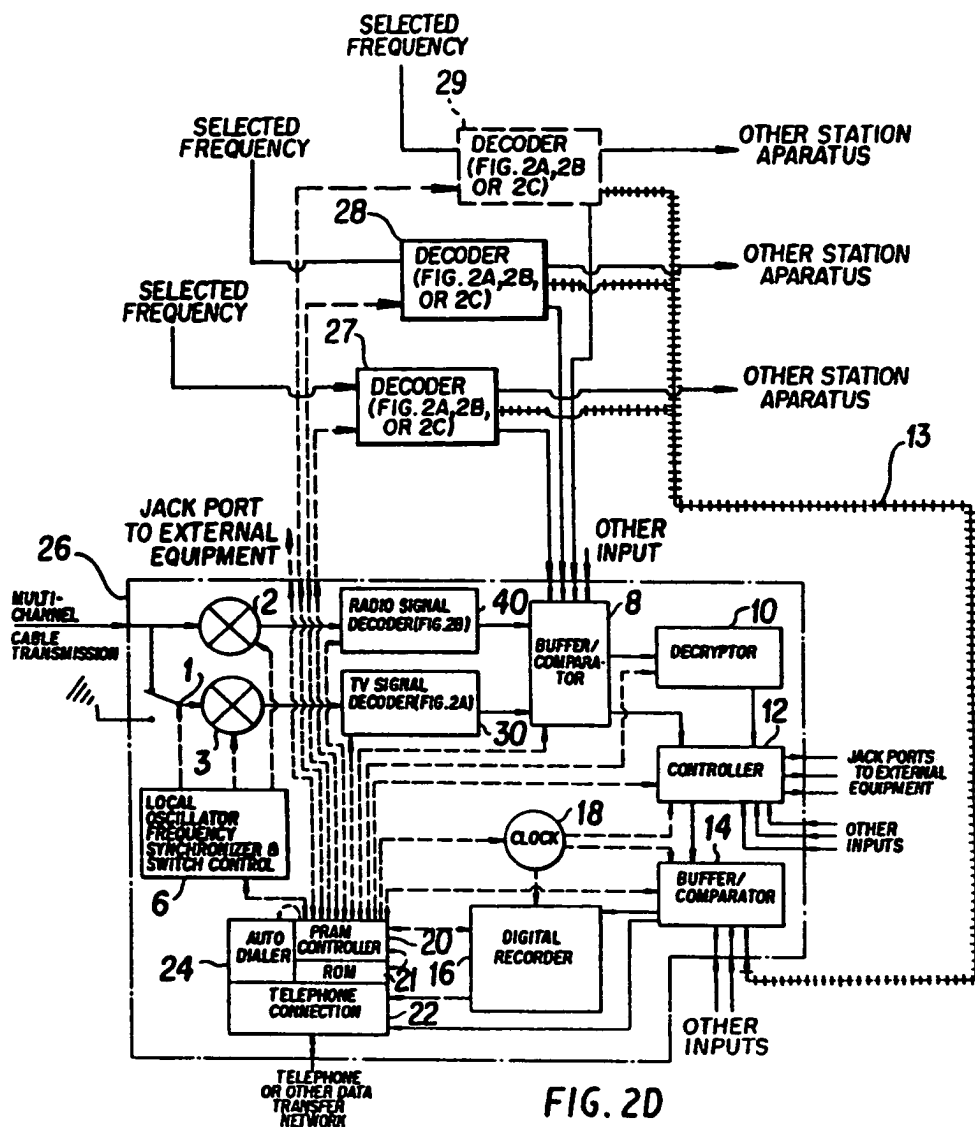 SELECTED
FREQUENCY
29
SELECTED
FREQUENCY
DECODER
(FIG. 2A, 2B
OR 2C)
OTHER STATION
APARATUS
28
DECODER
(FIG. 2A, 2B,
OR 2C)
OTHER STATION
APARATUS
SELECTED
FREQUENCY
27
DECODER
(FIG. 2A, 2B,
OR 2C)
OTHER STATION
APARATUS
13
JACK PORT
TO EXTERNAL
EQUIPMENT
OTHER
INPUT
26
MULTI-
CHANNEL
CABLE
TRANSMISSION
2
RADIO SIGNAL
DECODER (FIG. 2B)
40
8
BUFFER/
COMPARA-
TOR
10
DECRYPTOR
1
3
TV SIGNAL
DECODER (FIG. 2A)
30
12
CONTROLLER
JACK PORTS
TO EXTERNAL
EQUIPMENT
LOCAL
OSCILLATOR
FREQUENCY
SYNCHRONIZER &
SWITCH CONTROL
6
18
CLOCK
14
OTHER
INPUTS
BUFFER/
COMPARATOR
AUTO
DIALER
PRAM
CONTROLLER
20
24
ROM
21
16
DIGITAL
RECORDER
TELEPHONE
CONNECTION
22
OTHER
INPUTS
TELEPHONE
OR OTHER DATA
TRANSFER
NETWORK
FIG. 2D